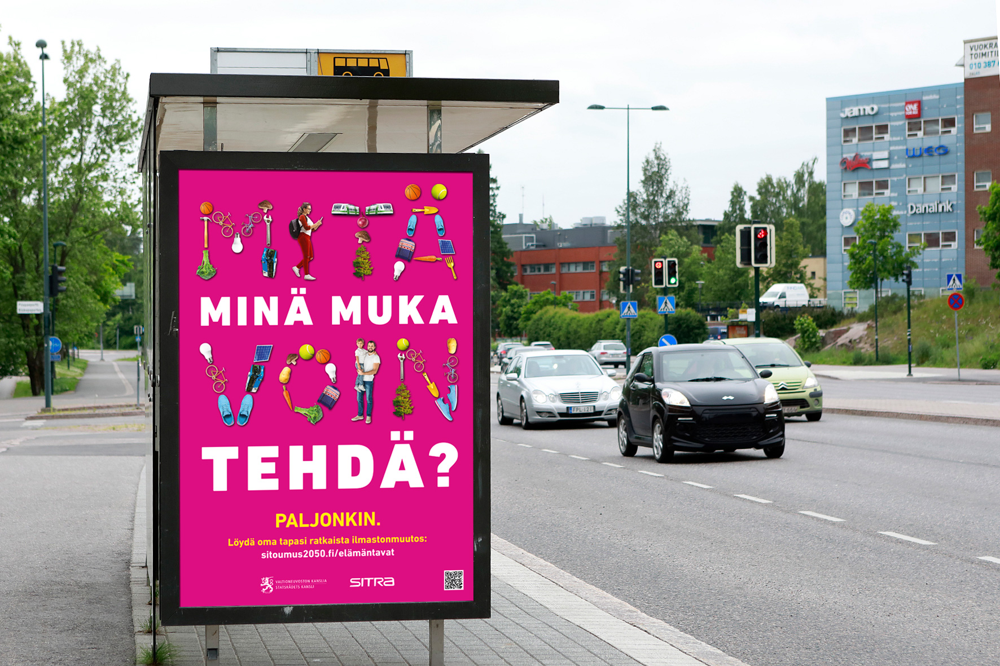 MITÄ
MINÄ MUKA
VOIN
TEHDÄ?
PALJONKIN.
Löydä oma tapasi ratkaista ilmastonmuutos:
sitoumus2050.fi/elämäntavat
VALTIONEUVOSTON KANSLIA
STATSRÅDETS KANSLI
SITRA
VUOKRA
TOIMITIL
010 387
Jamo
ONE
WEG
Danalink
FPL-121